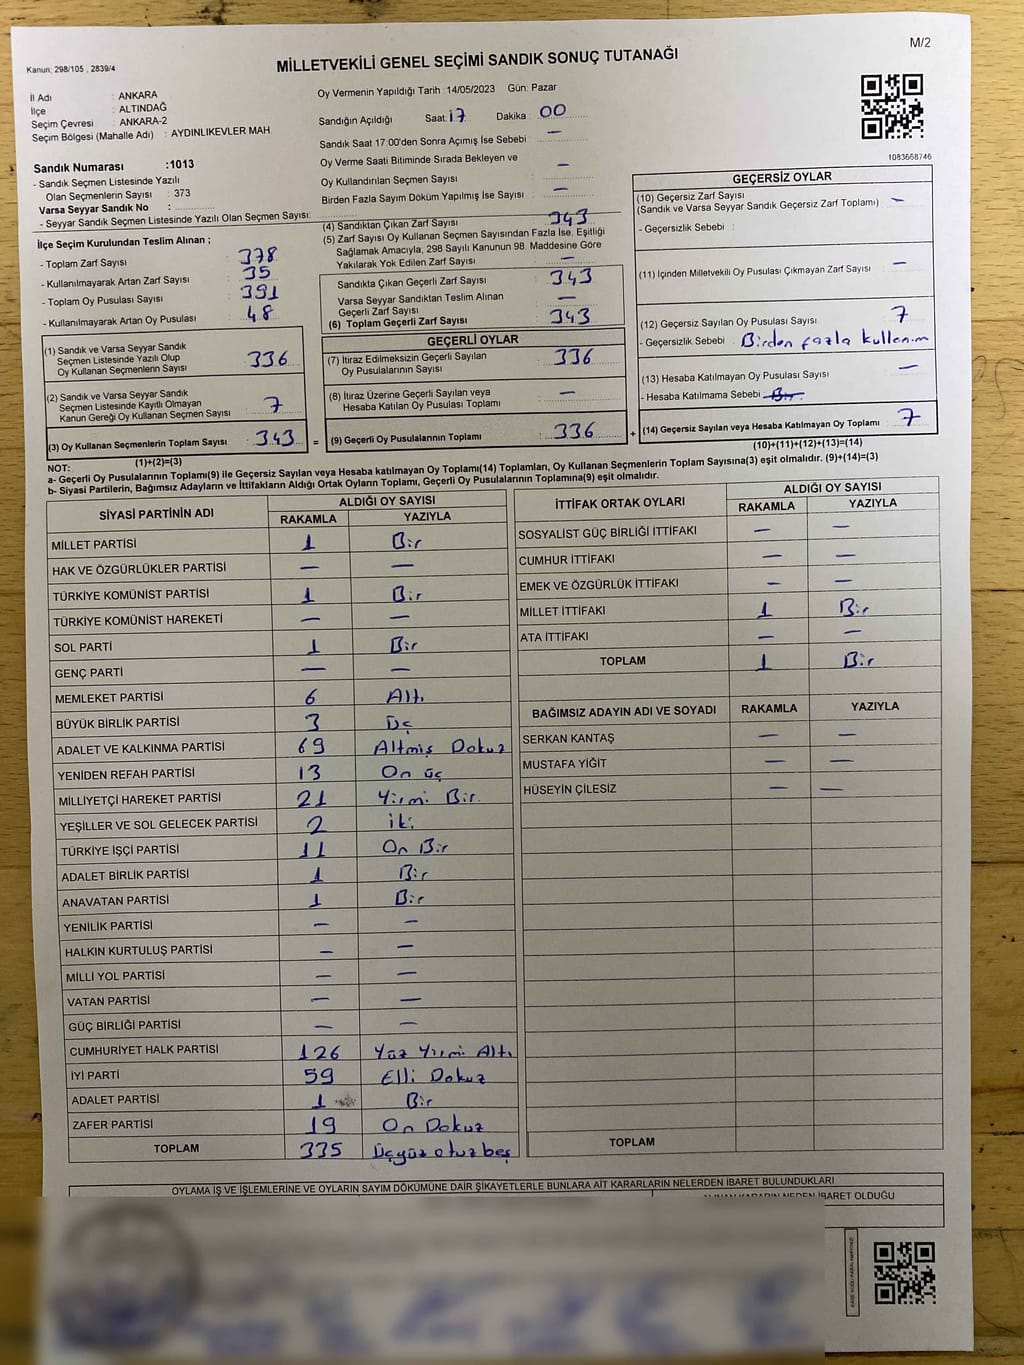 M/2
Kanun: 298/105 , 2839/4
MİLLETVEKİLİ GENEL SEÇİMİ SANDIK SONUÇ TUTANAĞI
İl Adı : ANKARA
İlçe : ALTINDAĞ
Seçim Çevresi : ANKARA-2
Seçim Bölgesi (Mahalle Adı) : AYDINLIKEVLER MAH.
Sandık Numarası :1013
- Sandık Seçmen Listesinde Yazılı
Olan Seçmenlerin Sayısı : 373
Varsa Seyyar Sandık No :
- Seyyar Sandık Seçmen Listesinde Yazılı Olan Seçmen Sayısı:
Oy Vermenin Yapıldığı Tarih :14/05/2023 Gün: Pazar
Sandığın Açıldığı Saat: 17 Dakika 00
Sandık Saat 17:00'den Sonra Açımış İse Sebebi —
Oy Verme Saati Bitiminde Sırada Bekleyen ve
Oy Kullandırılan Seçmen Sayısı —
Birden Fazla Sayım Döküm Yapılmış İse Sayısı —
1083668746
İlçe Seçim Kurulundan Teslim Alınan ;
- Toplam Zarf Sayısı : 378
- Kullanılmayarak Artan Zarf Sayısı : 35
- Toplam Oy Pusulası Sayısı : 391
- Kullanılmayarak Artan Oy Pusulası : 48
(4) Sandıktan Çıkan Zarf Sayısı : 343
(5) Zarf Sayısı Oy Kullanan Seçmen Sayısından Fazla İse, Eşitliği
Sağlamak Amacıyla, 298 Sayılı Kanunun 98. Maddesine Göre
Yakılarak Yok Edilen Zarf Sayısı : —
Sandıkta Çıkan Geçerli Zarf Sayısı : 343
Varsa Seyyar Sandıktan Teslim Alınan
Geçerli Zarf Sayısı : —
(6) Toplam Geçerli Zarf Sayısı : 343
GEÇERSİZ OYLAR
(10) Geçersiz Zarf Sayısı
(Sandık ve Varsa Seyyar Sandık Geçersiz Zarf Toplamı) : —
- Geçersizlik Sebebi :
(11) İçinden Milletvekili Oy Pusulası Çıkmayan Zarf Sayısı : —
(12) Geçersiz Sayılan Oy Pusulası Sayısı : 7
- Geçersizlik Sebebi : Birden fazla kullanım
(13) Hesaba Katılmayan Oy Pusulası Sayısı : —
- Hesaba Katılmama Sebebi : Bir
(14) Geçersiz Sayılan veya Hesaba Katılmayan Oy Toplamı : 7
(10)+(11)+(12)+(13)=(14)
(1) Sandık ve Varsa Seyyar Sandık
Seçmen Listesinde Yazılı Olup
Oy Kullanan Seçmenlerin Sayısı : 336
(2) Sandık ve Varsa Seyyar Sandık
Seçmen Listesinde Kayıtlı Olmayan
Kanun Gereği Oy Kullanan Seçmen Sayısı : 7
(3) Oy Kullanan Seçmenlerin Toplam Sayısı : 343 =
(1)+(2)=(3)
GEÇERLİ OYLAR
(7) İtiraz Edilmeksizin Geçerli Sayılan
Oy Pusulalarının Sayısı : 336
(8) İtiraz Üzerine Geçerli Sayılan veya
Hesaba Katılan Oy Pusulası Toplamı : —
(9) Geçerli Oy Pusulalarının Toplamı : 336 +
NOT:
a- Geçerli Oy Pusulaları Toplamı(9) ile Geçersiz Sayılan veya Hesaba katılmayan Oy Toplamı(14) Toplamları, Oy Kullanan Seçmenlerin Toplam Sayısına(3) eşit olmalıdır. (9)+(14)=(3)
b- Siyasi Partilerin, Bağımsız Adayların ve İttifakların Aldığı Ortak Oyların Toplamı, Geçerli Oy Pusulaları Toplamına(9) eşit olmalıdır.
SİYASİ PARTİNİN ADI ALDIĞI OY SAYISI
RAKAMLA YAZIYLA
MİLLET PARTİSİ 1 Bir
HAK VE ÖZGÜRLÜKLER PARTİSİ — —
TÜRKİYE KOMÜNİST PARTİSİ 1 Bir
TÜRKİYE KOMÜNİST HAREKETİ — —
SOL PARTİ 1 Bir
GENÇ PARTİ — —
MEMLEKET PARTİSİ 6 Altı
BÜYÜK BİRLİK PARTİSİ 3 Üç
ADALET VE KALKINMA PARTİSİ 69 Altmış Dokuz
YENİDEN REFAH PARTİSİ 13 On üç
MİLLİYETÇİ HAREKET PARTİSİ 21 Yirmi Bir
YEŞİLLER VE SOL GELECEK PARTİSİ 2 iki
TÜRKİYE İŞÇİ PARTİSİ 11 On Bir
ADALET BİRLİK PARTİSİ 1 Bir
ANAVATAN PARTİSİ 1 Bir
YENİLİK PARTİSİ — —
HALKIN KURTULUŞ PARTİSİ — —
MİLLİ YOL PARTİSİ — —
VATAN PARTİSİ — —
GÜÇ BİRLİĞİ PARTİSİ — —
CUMHURİYET HALK PARTİSİ 126 Yüz Yirmi Altı
İYİ PARTİ 59 Elli Dokuz
ADALET PARTİSİ 1 Bir
ZAFER PARTİSİ 19 On Dokuz
TOPLAM 335 Üçyüz otuz beş
İTTİFAK ORTAK OYLARI ALDIĞI OY SAYISI
RAKAMLA YAZIYLA
SOSYALİST GÜÇ BİRLİĞİ İTTİFAKI — —
CUMHUR İTTİFAKI — —
EMEK VE ÖZGÜRLÜK İTTİFAKI — —
MİLLET İTTİFAKI 1 Bir
ATA İTTİFAKI — —
TOPLAM 1 Bir
BAĞIMSIZ ADAYIN ADI VE SOYADI RAKAMLA YAZIYLA
SERKAN KANTAŞ — —
MUSTAFA YİĞİT — —
HÜSEYİN ÇİLESİZ — —
TOPLAM
OYLAMA İŞ VE İŞLEMLERİNE VE OYLARIN SAYIM DÖKÜMÜNE DAİR ŞİKAYETLERLE BUNLARA AİT KARARLARIN NELERDEN İBARET BULUNDUKLARI
ALINAN KARARIN NEDEN İBARET OLDUĞU